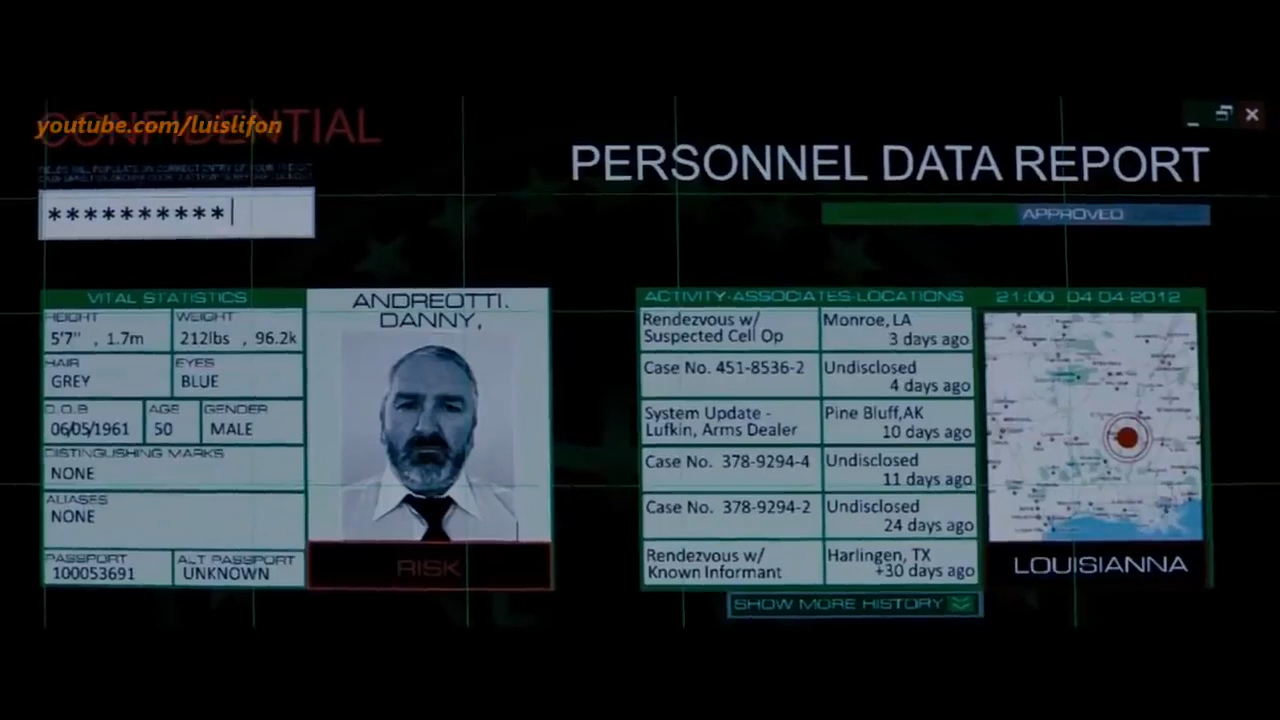 CONFIDENTIAL
youtube.com/luislifon
PERSONNEL DATA REPORT
**********
APPROVED
VITAL STATISTICS
HEIGHT
WEIGHT
5'7" , 1.7m
212lbs , 96.2k
HAIR
EYES
GREY
BLUE
D.O.B
AGE
GENDER
06/05/1961
50
MALE
DISTINGUSHING MARKS
NONE
ALIASES
NONE
PASSPORT
ALT PASSPORT
100053691
UNKNOWN
ANDREOTTI.
DANNY,
RISK
ACTIVITY-ASSOCIATES-LOCATIONS
21:00 04 04 2012
Rendezvous w/
Suspected Cell Op
Monroe, LA
3 days ago
Case No. 451-8536-2
Undisclosed
4 days ago
System Update -
Lufkin, Arms Dealer
Pine Bluff,AK
10 days ago
Case No. 378-9294-4
Undisclosed
11 days ago
Case No. 378-9294-2
Undisclosed
24 days ago
Rendezvous w/
Known Informant
Harlingen, TX
+30 days ago
SHOW MORE HISTORY
LOUISIANNA